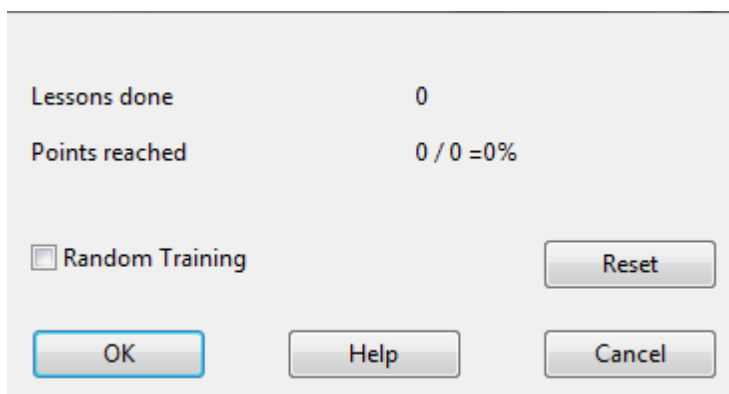 Lessons done 0
Points reached 0 / 0 =0%
Random Training
Reset
OK Help Cancel